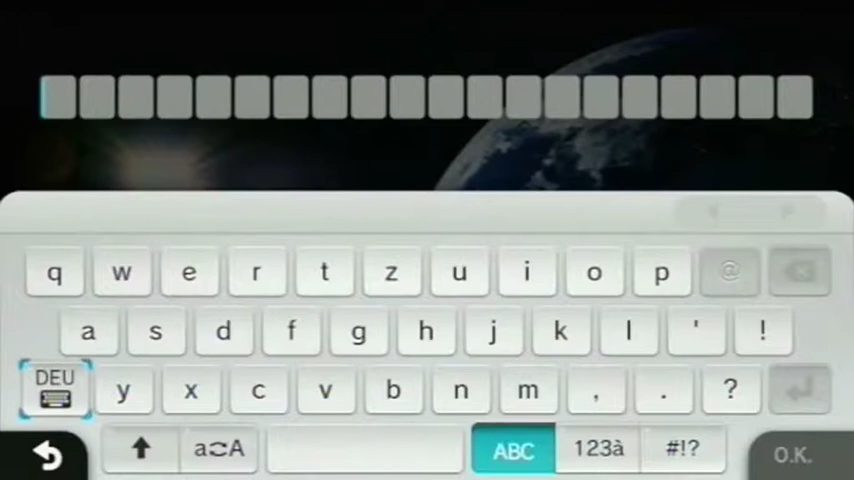 q w e r t z u i o p @
a s d f g h j k l ' !
DEU y x c v b n m , . ?
a A ABC 123à #!?
O.K.